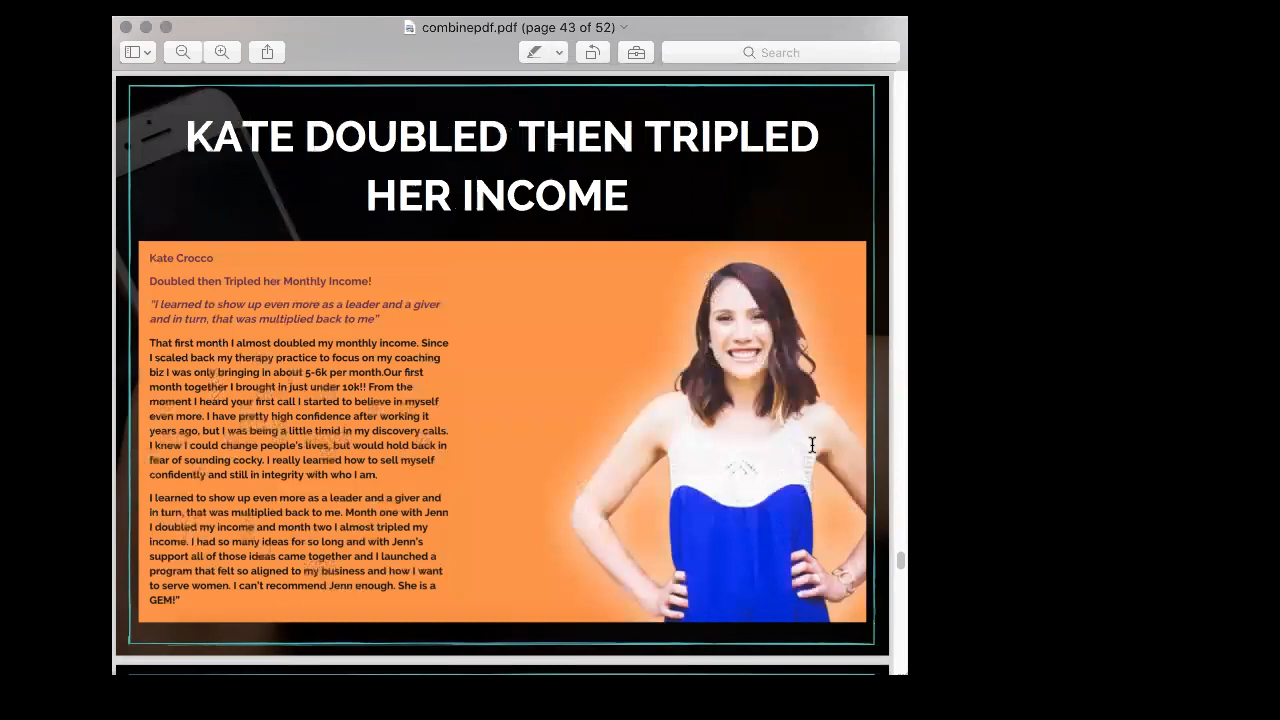 combinepdf.pdf (page 43 of 52)
Search
KATE DOUBLED THEN TRIPLED
HER INCOME
Kate Crocco
Doubled then Tripled her Monthly Income!
"I learned to show up even more as a leader and a giver
and in turn, that was multiplied back to me"
That first month I almost doubled my monthly income. Since
I scaled back my therapy practice to focus on my coaching
biz I was only bringing in about 5-6k per month.Our first
month together I brought in just under 10k!! From the
moment I heard your first call I started to believe in myself
even more. I have pretty high confidence after working it
years ago, but I was being a little timid in my discovery calls.
I knew I could change people's lives, but would hold back in
fear of sounding cocky. I really learned how to sell myself
confidently and still in integrity with who I am.
I learned to show up even more as a leader and a giver and
in turn, that was multiplied back to me. Month one with Jenn
I doubled my income and month two I almost tripled my
income. I had so many ideas for so long and with Jenn's
support all of those ideas came together and I launched a
program that felt so aligned to my business and how I want
to serve women. I can't recommend Jenn enough. She is a
GEM!"